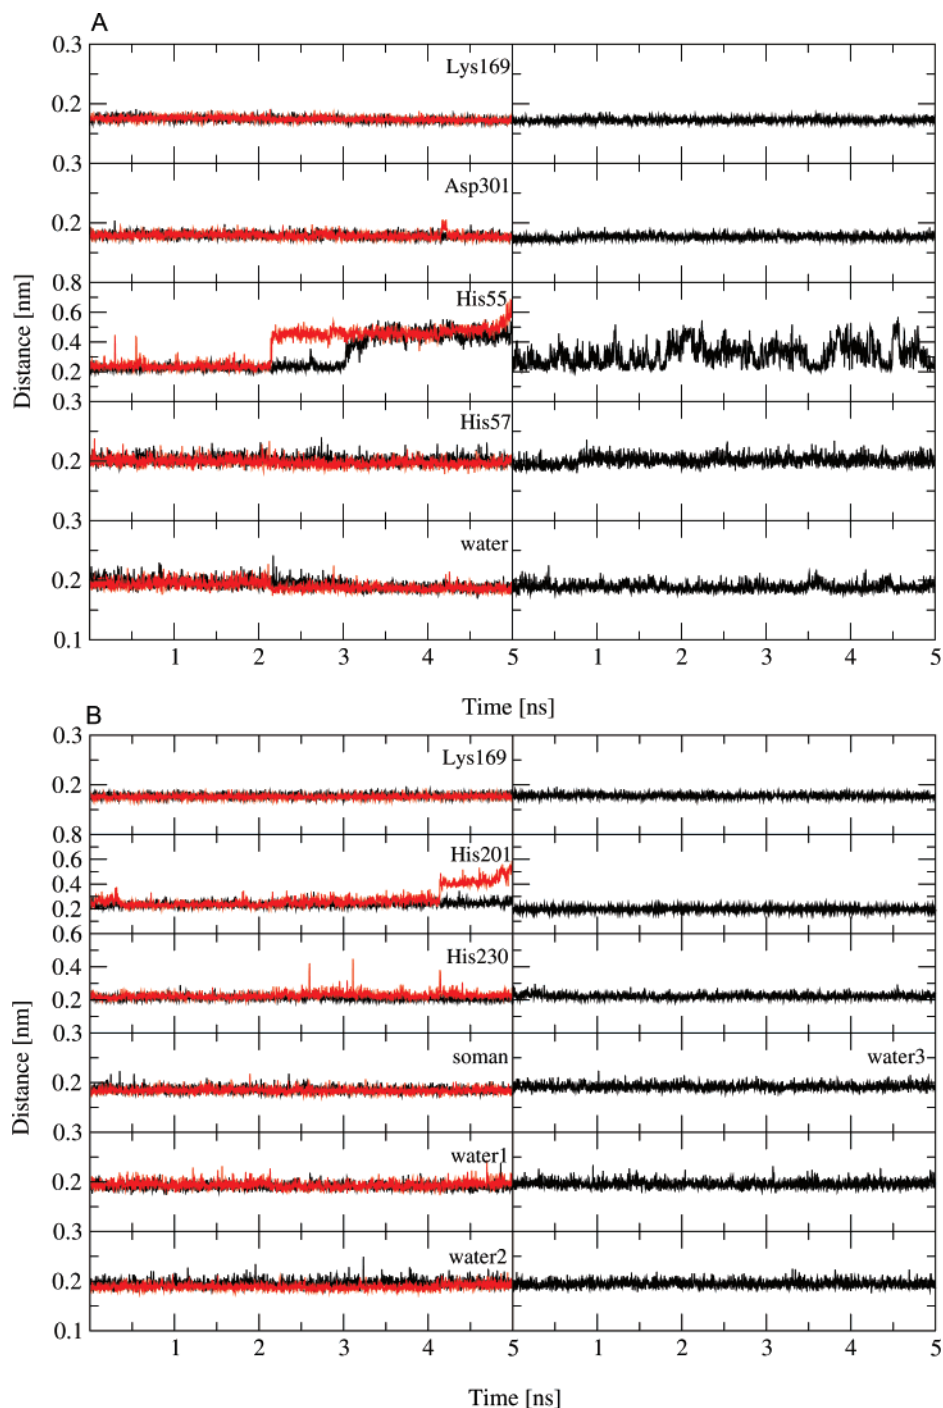 A
0.3
Lys169
0.2
0.3
Asp301
0.2
0.8
His55
0.6
0.4
0.2
0.3
His57
0.2
0.3
water
0.2
0.1
Distance [nm]
1 2 3 4 5 1 2 3 4 5
Time [ns]
B
0.3
Lys169
0.2
0.8
His201
0.6
0.4
0.2
0.6
His230
0.4
0.2
0.3
soman water3
0.2
0.3
water1
0.2
0.3
water2
0.2
0.1
Distance [nm]
1 2 3 4 5 1 2 3 4 5
Time [ns]